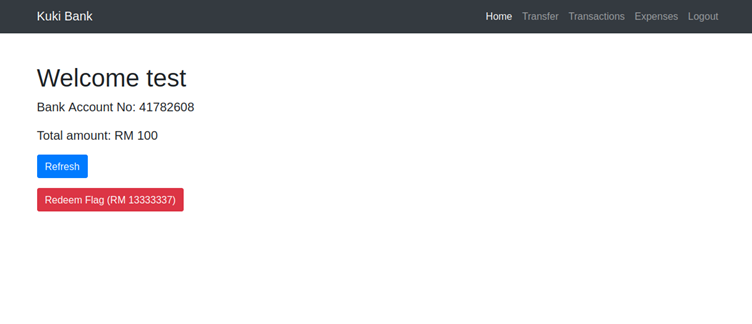 Kuki Bank
Home Transfer Transactions Expenses Logout
Welcome test
Bank Account No: 41782608
Total amount: RM 100
Refresh
Redeem Flag (RM 13333337)